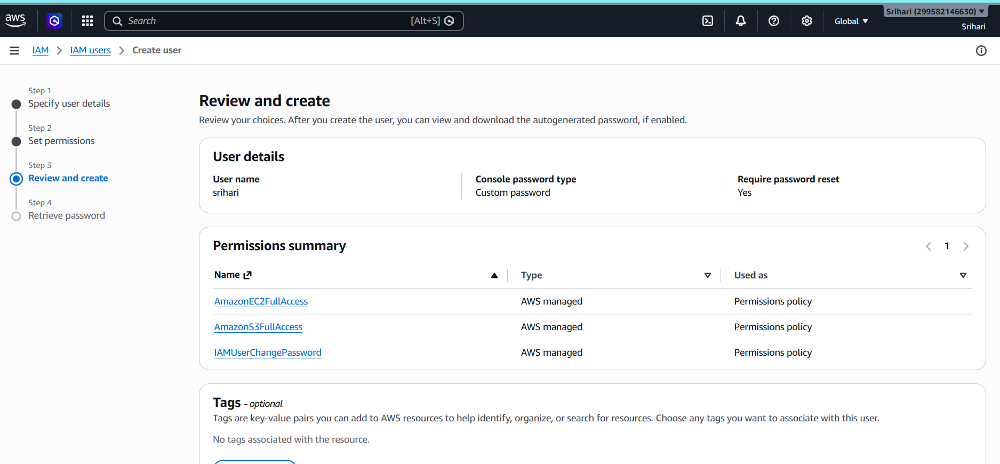 aws
Search [Alt+S]
Global
Srihari (299582146630)
Srihari
IAM
IAM users
Create user
Step 1
Specify user details
Step 2
Set permissions
Step 3
Review and create
Step 4
Retrieve password
Review and create
Review your choices. After you create the user, you can view and download the autogenerated password, if enabled.
User details
User name
srihari
Console password type
Custom password
Require password reset
Yes
Permissions summary
1
Name Type Used as
AmazonEC2FullAccess AWS managed Permissions policy
AmazonS3FullAccess AWS managed Permissions policy
IAMUserChangePassword AWS managed Permissions policy
Tags - optional
Tags are key-value pairs you can add to AWS resources to help identify, organize, or search for resources. Choose any tags you want to associate with this user.
No tags associated with the resource.